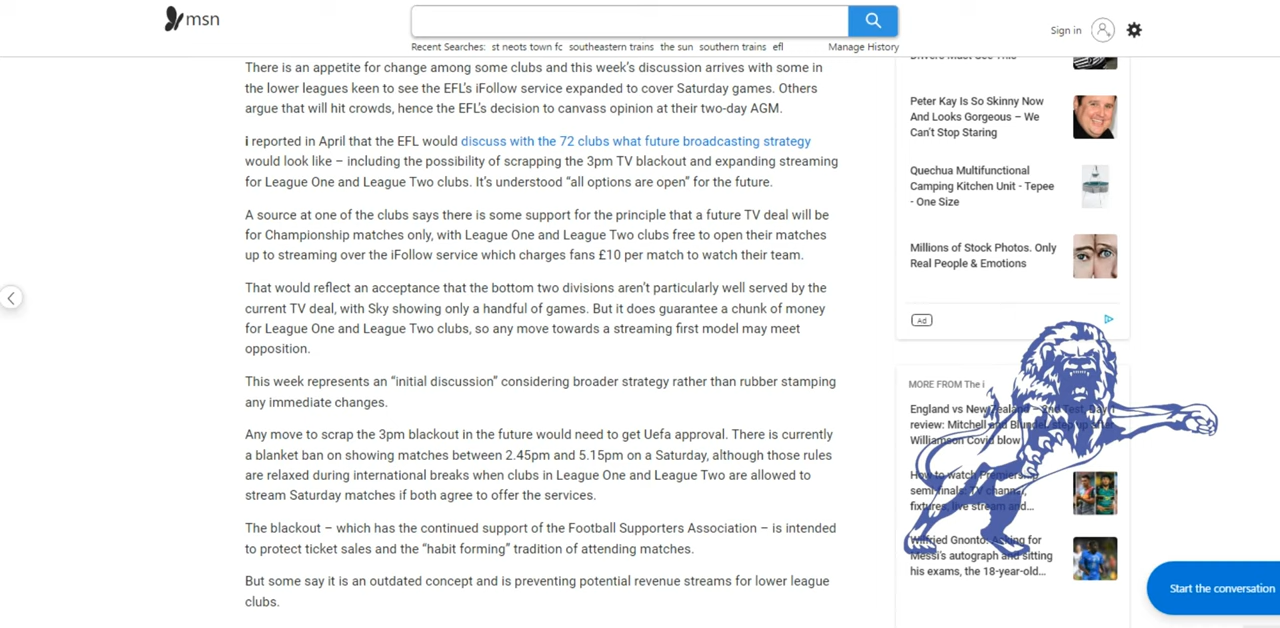 msn
Sign in
Recent Searches: st neots town fc southeastern trains the sun southern trains efl Manage History
There is an appetite for change among some clubs and this week's discussion arrives with some in
the lower leagues keen to see the EFL's iFollow service expanded to cover Saturday games. Others
argue that will hit crowds, hence the EFL's decision to canvass opinion at their two-day AGM.
i reported in April that the EFL would discuss with the 72 clubs what future broadcasting strategy
would look like – including the possibility of scrapping the 3pm TV blackout and expanding streaming
for League One and League Two clubs. It's understood “all options are open” for the future.
A source at one of the clubs says there is some support for the principle that a future TV deal will be
for Championship matches only, with League One and League Two clubs free to open their matches
up to streaming over the iFollow service which charges fans £10 per match to watch their team.
That would reflect an acceptance that the bottom two divisions aren't particularly well served by the
current TV deal, with Sky showing only a handful of games. But it does guarantee a chunk of money
for League One and League Two clubs, so any move towards a streaming first model may meet
opposition.
This week represents an “initial discussion” considering broader strategy rather than rubber stamping
any immediate changes.
Any move to scrap the 3pm blackout in the future would need to get Uefa approval. There is currently
a blanket ban on showing matches between 2.45pm and 5.15pm on a Saturday, although those rules
are relaxed during international breaks when clubs in League One and League Two are allowed to
stream Saturday matches if both agree to offer the services.
The blackout – which has the continued support of the Football Supporters Association – is intended
to protect ticket sales and the “habit forming” tradition of attending matches.
But some say it is an outdated concept and is preventing potential revenue streams for lower league
clubs.
Drivers Must See This
Peter Kay Is So Skinny Now
And Looks Gorgeous – We
Can't Stop Staring
Quechua Multifunctional
Camping Kitchen Unit - Tepee
- One Size
Millions of Stock Photos. Only
Real People & Emotions
Ad
MORE FROM The i
England vs New Zealand – 2nd Test, Day 1
review: Mitchell and Blundell step up after
Williamson Covid blow
How to watch Premiership
semi-finals: TV channel,
fixtures, live stream and...
Wilfried Gnonto: Asking for
Messi's autograph and sitting
his exams, the 18-year-old...
Start the conversation